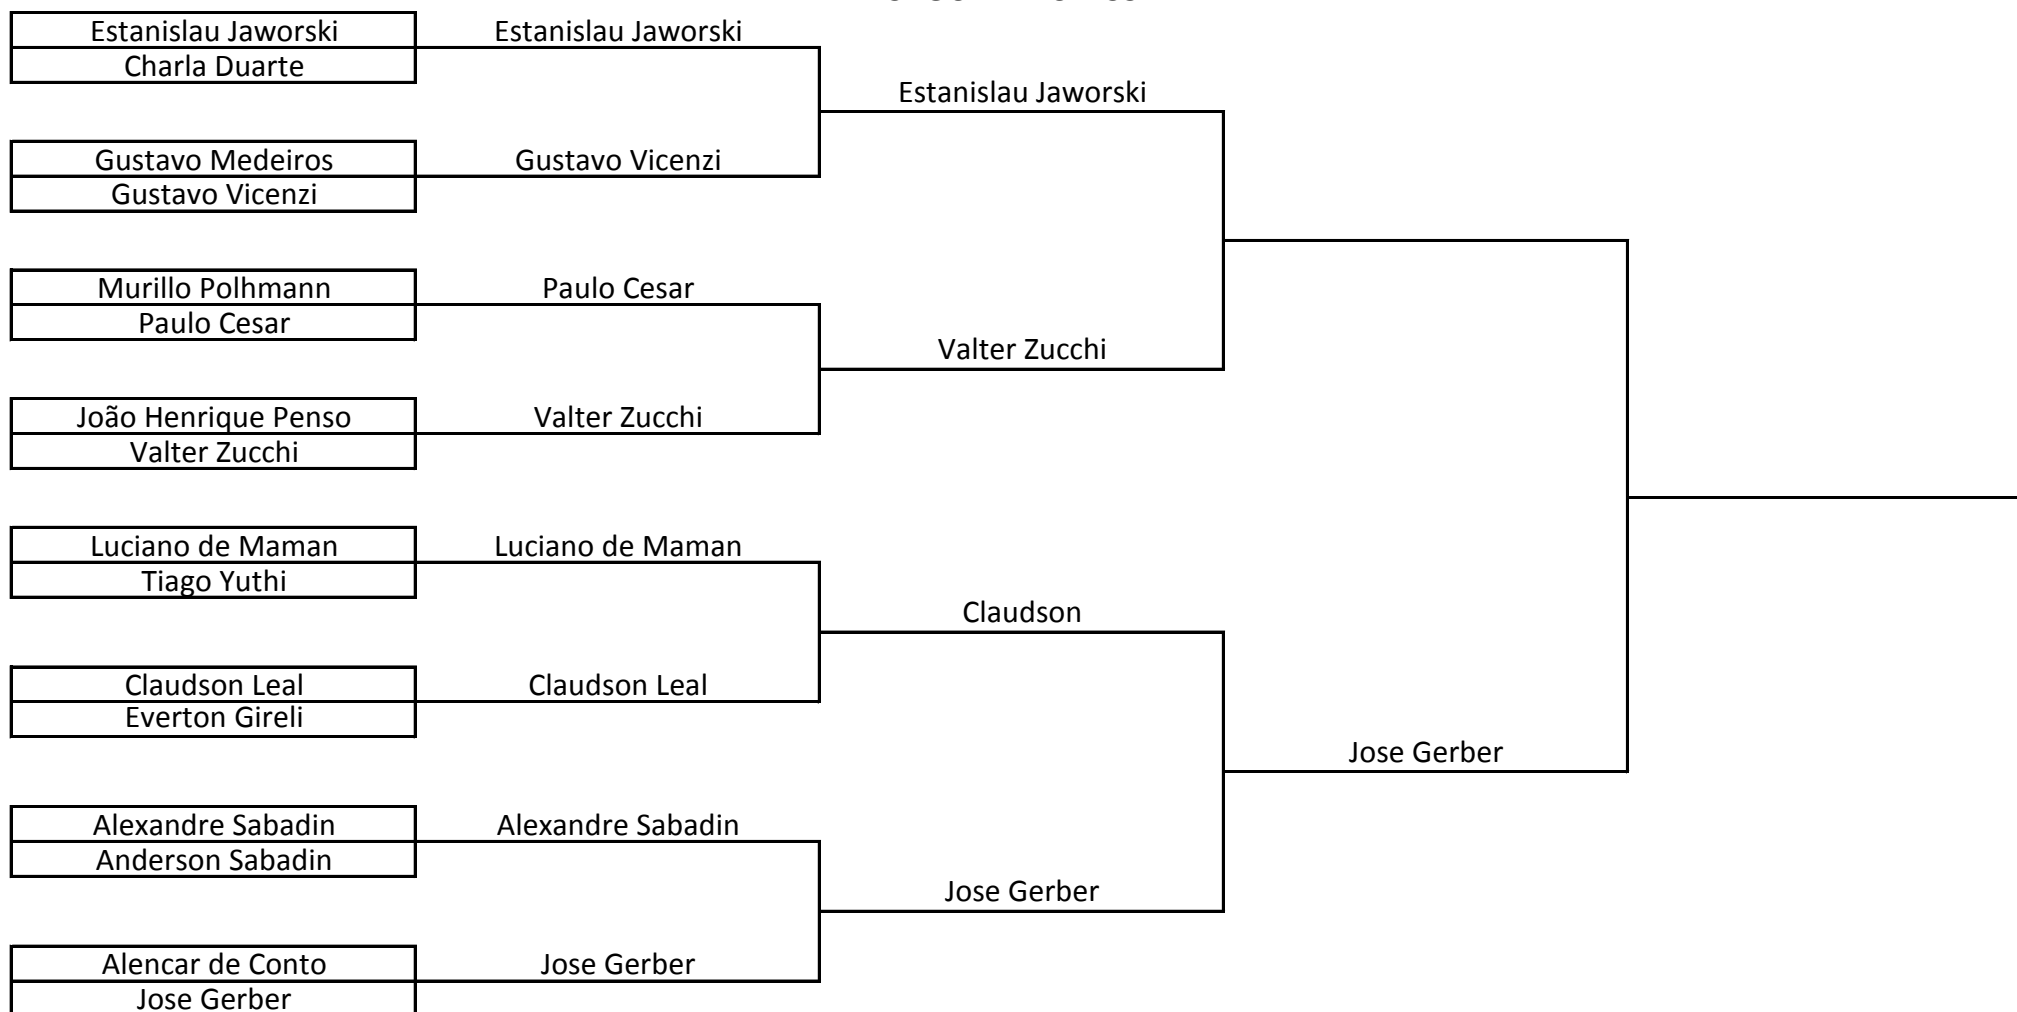 Estanislau Jaworski
Estanislau Jaworski
Charla Duarte
Estanislau Jaworski
Gustavo Medeiros
Gustavo Vicenzi
Gustavo Vicenzi
Murillo Polhmann
Paulo Cesar
Paulo Cesar
Valter Zucchi
João Henrique Penso
Valter Zucchi
Valter Zucchi
Luciano de Maman
Luciano de Maman
Tiago Yuthi
Claudson
Claudson Leal
Claudson Leal
Everton Gireli
Jose Gerber
Alexandre Sabadin
Alexandre Sabadin
Anderson Sabadin
Jose Gerber
Alencar de Conto
Jose Gerber
Jose Gerber